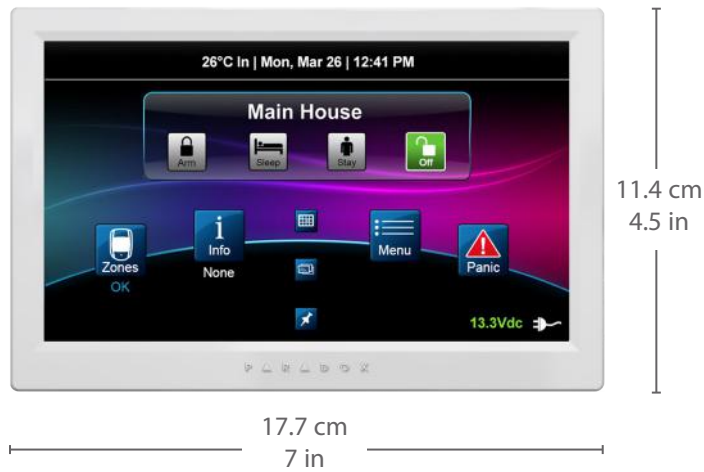 26°C In | Mon, Mar 26 | 12:41 PM
Main House
Arm
Sleep
Stay
Off
11.4 cm
4.5 in
Zones
OK
i
Info
None
Menu
Panic
13.3Vdc
PARADOX
17.7 cm
7 in